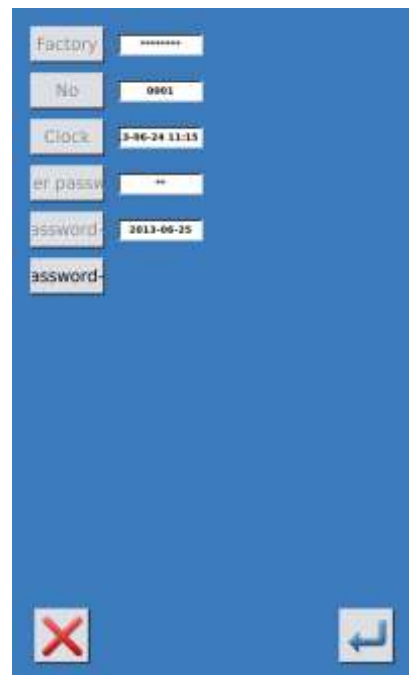 Factory ********
No 0001
Clock 3-06-24 11:15
er passw **
assword- 2013-06-25
assword-